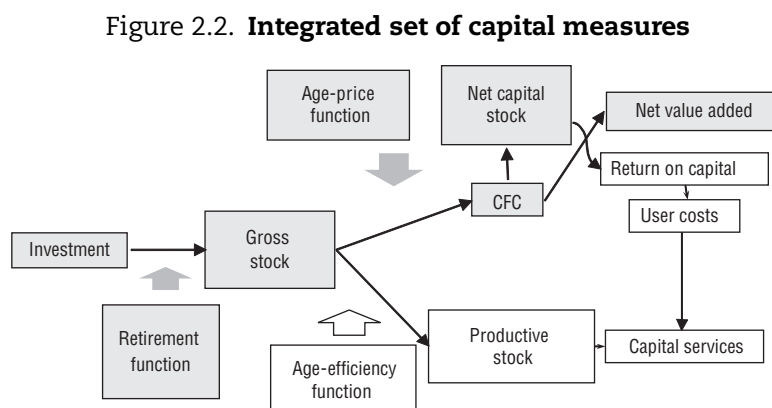 Figure 2.2. Integrated set of capital measures
Age-price
function
Net capital
stock
Net value added
Return on capital
CFC
User costs
Investment
Gross
stock
Retirement
function
Age-efficiency
function
Productive
stock
Capital services